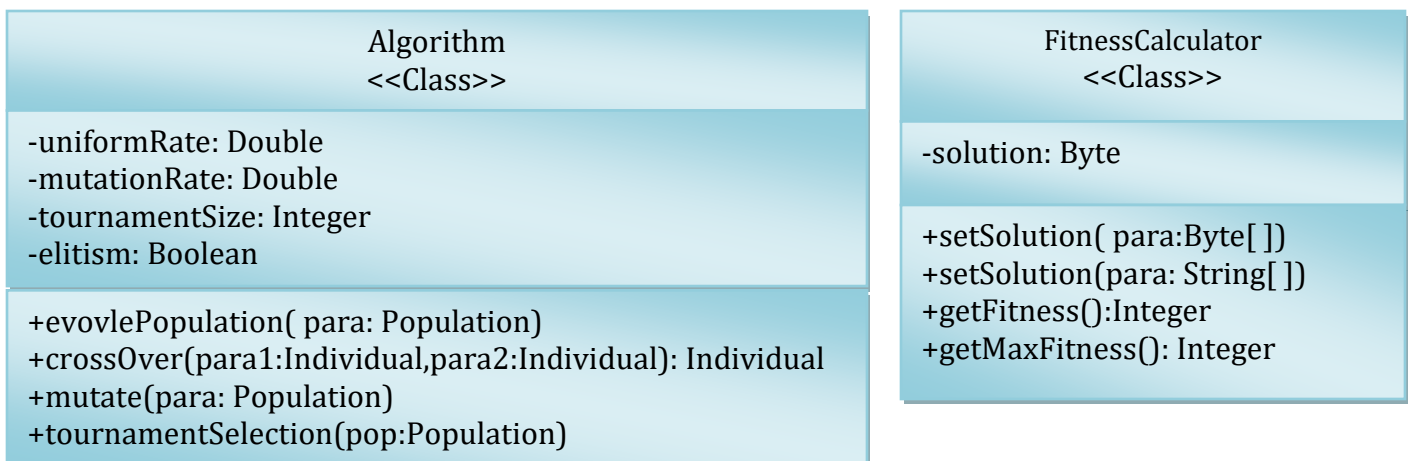 Algorithm
<<Class>>
-uniformRate: Double
-mutationRate: Double
-tournamentSize: Integer
-elitism: Boolean
+evovlePopulation( para: Population)
+crossOver(para1:Individual,para2:Individual): Individual
+mutate(para: Population)
+tournamentSelection(pop:Population)
FitnessCalculator
<<Class>>
-solution: Byte
+setSolution( para:Byte[ ])
+setSolution(para: String[ ])
+getFitness():Integer
+getMaxFitness(): Integer